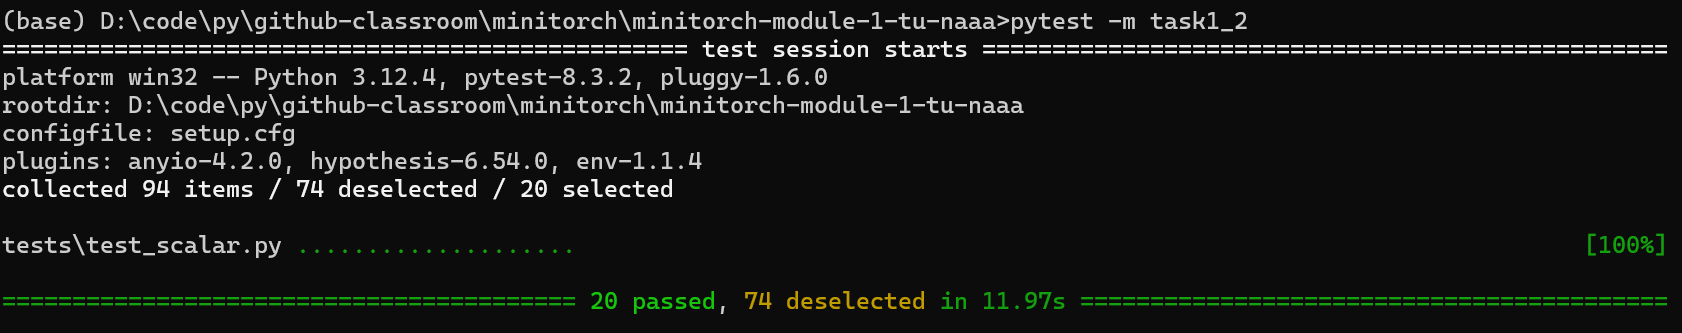 (base) D:\code\py\github-classroom\minitorch\minitorch-module-1-tu-naaa>pytest -m task1_2
================================================= test session starts =================================================
platform win32 -- Python 3.12.4, pytest-8.3.2, pluggy-1.6.0
rootdir: D:\code\py\github-classroom\minitorch\minitorch-module-1-tu-naaa
configfile: setup.cfg
plugins: anyio-4.2.0, hypothesis-6.54.0, env-1.1.4
collected 94 items / 74 deselected / 20 selected
tests\test_scalar.py .................... [100%]
========================================= 20 passed, 74 deselected in 11.97s ==========================================